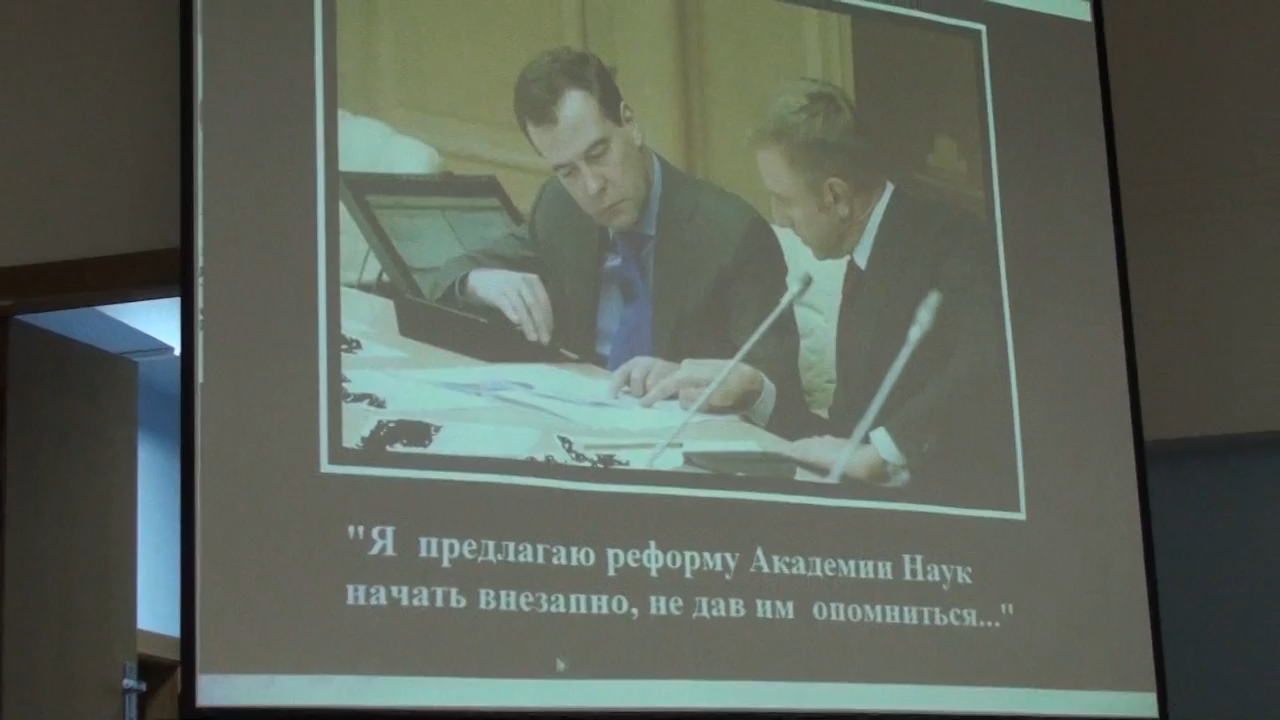 "Я предлагаю реформу Академии Наук
начать внезапно, не дав им опомниться..."